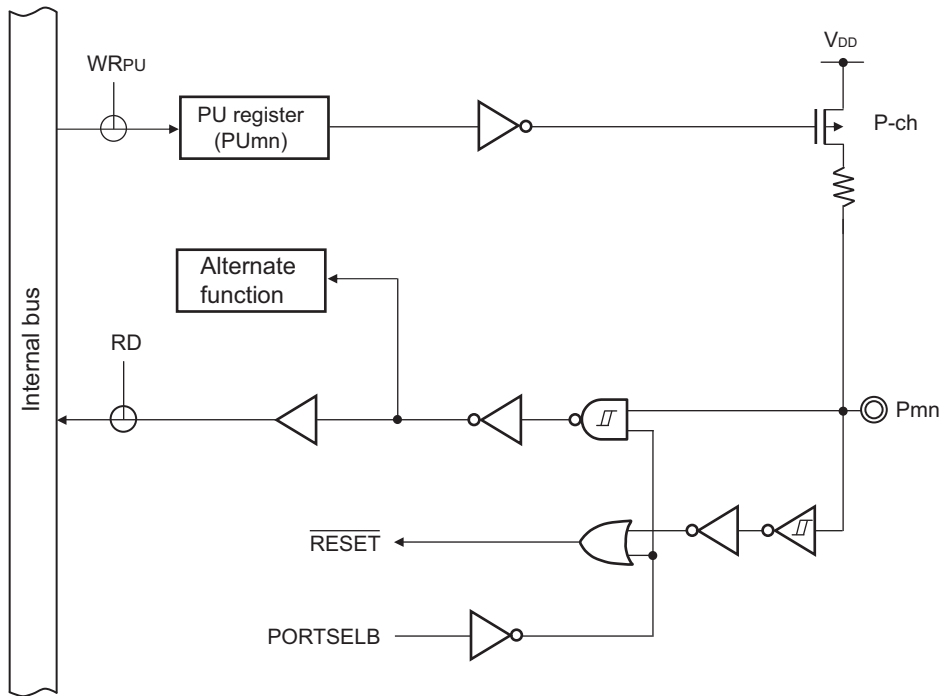 VDD
WRPU
PU register
(PUmn)
P-ch
Alternate
function
Internal bus
RD
Pmn
RESET
PORTSELB